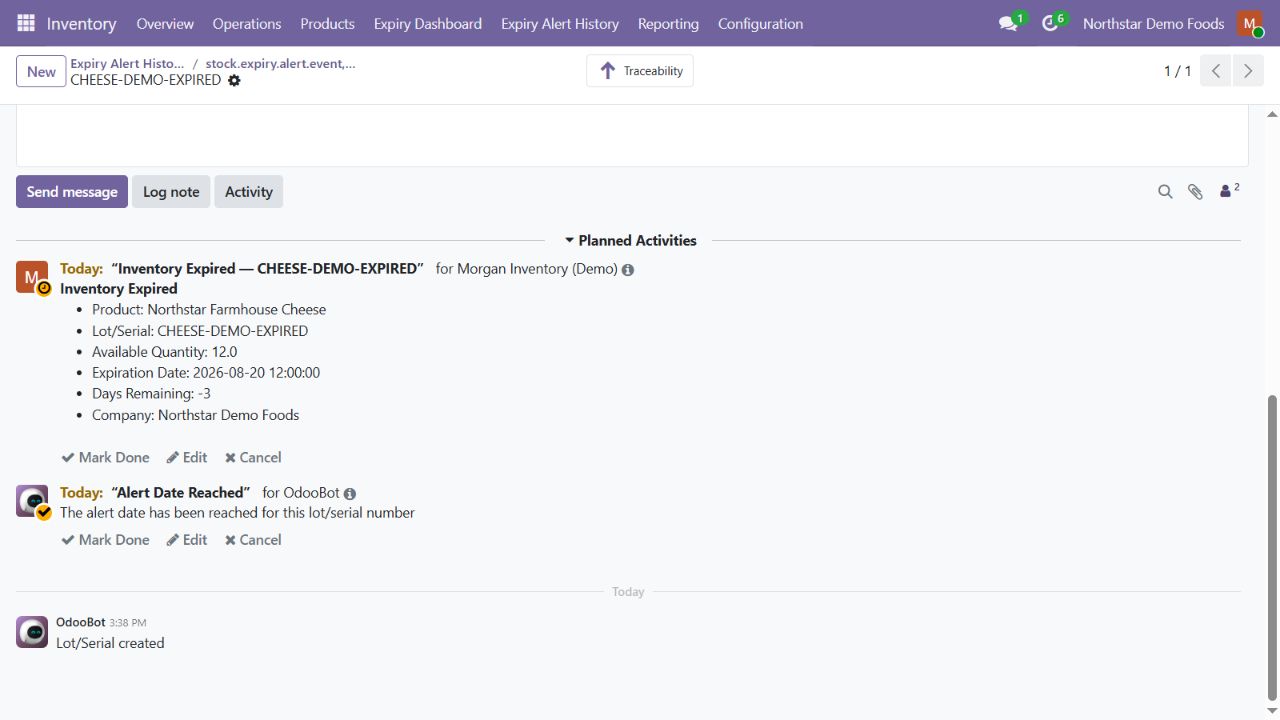 Inventory Overview Operations Products Expiry Dashboard Expiry Alert History Reporting Configuration 1 6 Northstar Demo Foods M
New Expiry Alert Histo... / stock.expiry.alert.event,... Traceability 1 / 1
CHEESE-DEMO-EXPIRED
Send message Log note Activity 2
Planned Activities
M Today: “Inventory Expired — CHEESE-DEMO-EXPIRED” for Morgan Inventory (Demo)
Inventory Expired
• Product: Northstar Farmhouse Cheese
• Lot/Serial: CHEESE-DEMO-EXPIRED
• Available Quantity: 12.0
• Expiration Date: 2026-08-20 12:00:00
• Days Remaining: -3
• Company: Northstar Demo Foods
Mark Done Edit Cancel
Today: “Alert Date Reached” for OdooBot
The alert date has been reached for this lot/serial number
Mark Done Edit Cancel
Today
OdooBot 3:38 PM
Lot/Serial created